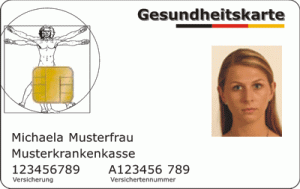 Gesundheitskarte
Michaela Musterfrau
Musterkrankenkasse
123456789 A123456 789
Versicherung Versichertennummer